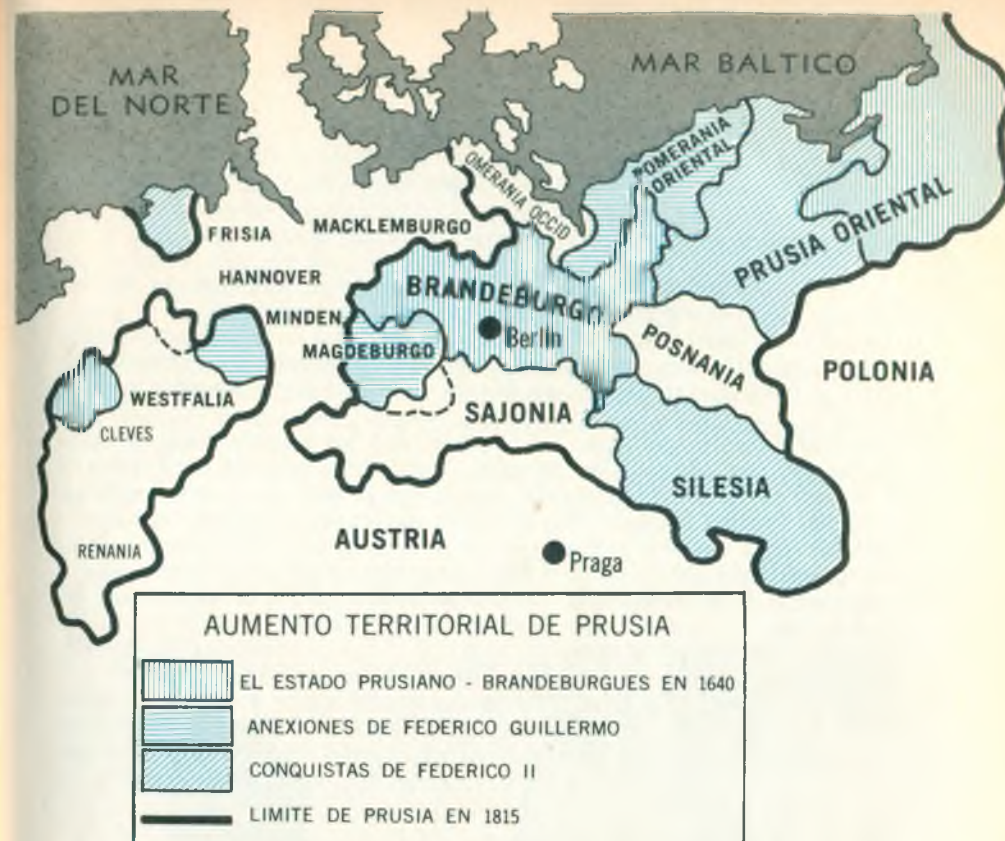 MAR
DEL NORTE
MAR BALTICO
OMERANIA OCCID
POMERANIA
ORIENTAL
FRISIA
MACKLEMBURGO
HANNOVER
PRUSIA ORIENTAL
BRANDEBURGO
MINDEN
Berlin
MAGDEBURGO
POSNANIA
POLONIA
WESTFALIA
SAJONIA
CLEVES
SILESIA
AUSTRIA
RENANIA
Praga
AUMENTO TERRITORIAL DE PRUSIA
EL ESTADO PRUSIANO - BRANDEBURGUES EN 1640
ANEXIONES DE FEDERICO GUILLERMO
CONQUISTAS DE FEDERICO II
LIMITE DE PRUSIA EN 1815